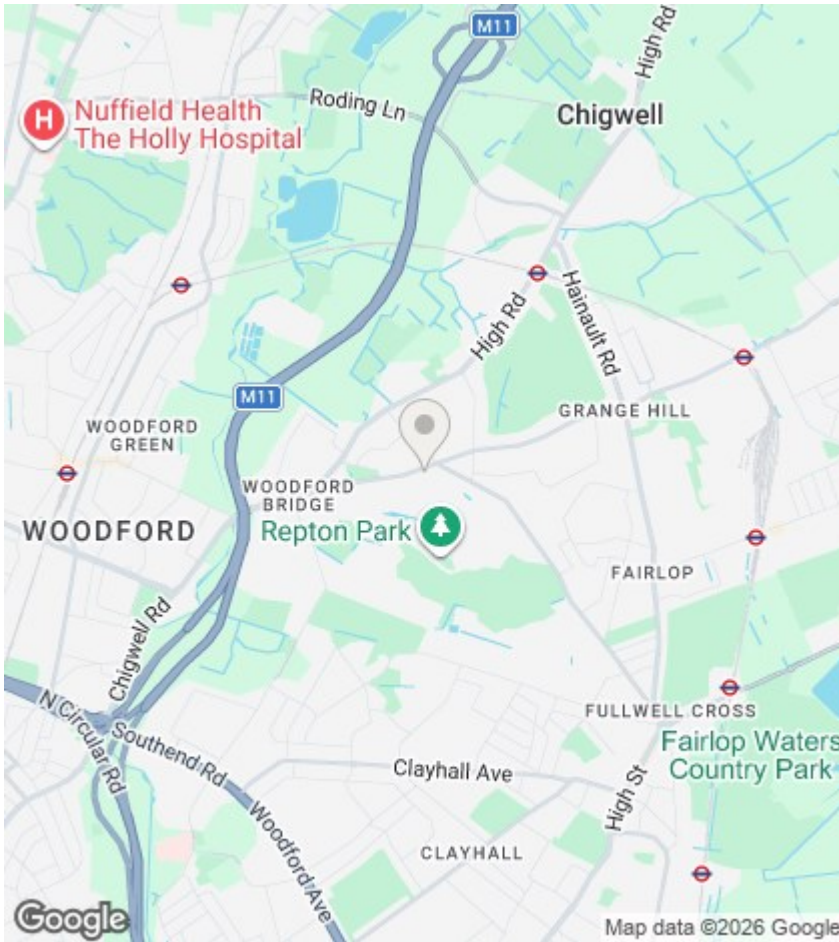 M11
High Rd
Roding Ln
Chigwell
H
Nuffield Health
The Holly Hospital
High Rd
Hainault Rd
M11
WOODFORD
GREEN
GRANGE HILL
WOODFORD
BRIDGE
WOODFORD
Repton Park
FAIRLOP
Chigwell Rd
N Circular Rd
Southend Rd
Woodford Ave
FULLWELL CROSS
Fairlop Waters
Country Park
Clayhall Ave
High St
CLAYHALL
Google
Map data ©2026 Google